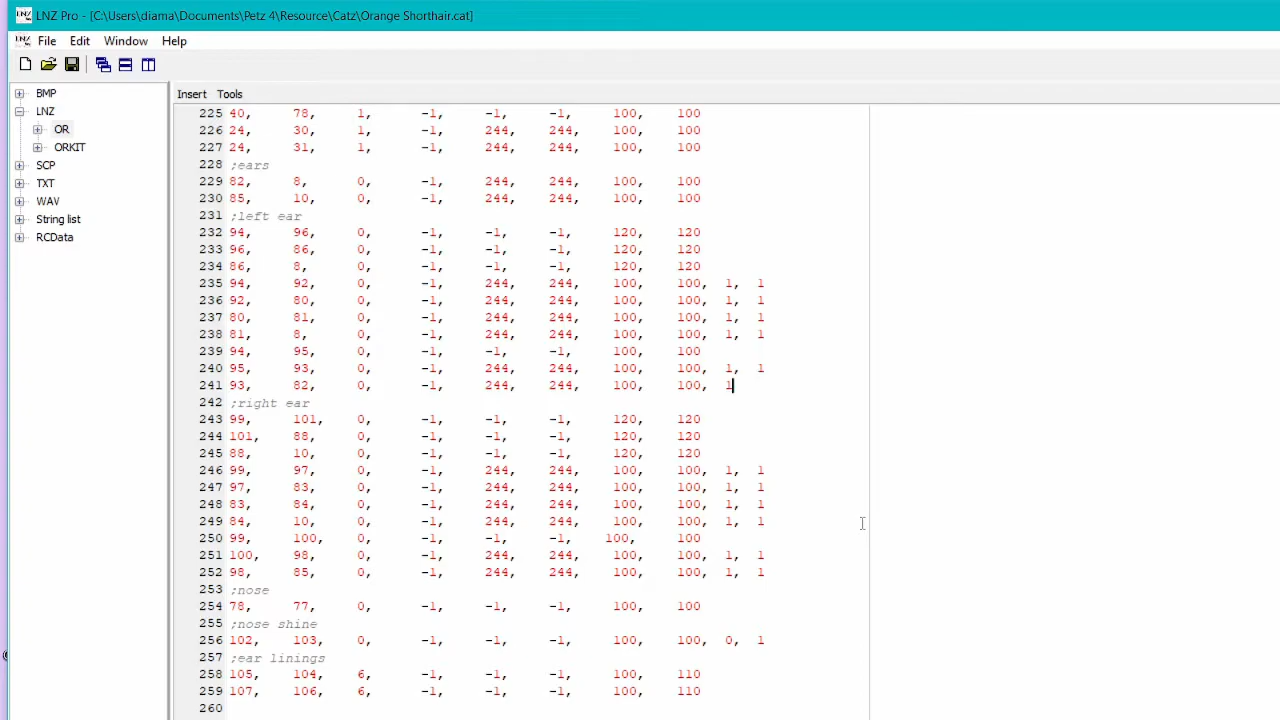 LNZ Pro - [C:\Users\diama\Documents\Petz 4\Resource\Catz\Orange Shorthair.cat]
File Edit Window Help
BMP
LNZ
OR
ORKIT
SCP
TXT
WAV
String list
RCData
Insert Tools
225 40, 78, 1, -1, -1, -1, 100, 100
226 24, 30, 1, -1, 244, 244, 100, 100
227 24, 31, 1, -1, 244, 244, 100, 100
228 ;ears
229 82, 8, 0, -1, 244, 244, 100, 100
230 85, 10, 0, -1, 244, 244, 100, 100
231 ;left ear
232 94, 96, 0, -1, -1, -1, 120, 120
233 96, 86, 0, -1, -1, -1, 120, 120
234 86, 8, 0, -1, -1, -1, 120, 120
235 94, 92, 0, -1, 244, 244, 100, 100, 1, 1
236 92, 80, 0, -1, 244, 244, 100, 100, 1, 1
237 80, 81, 0, -1, 244, 244, 100, 100, 1, 1
238 81, 8, 0, -1, 244, 244, 100, 100, 1, 1
239 94, 95, 0, -1, -1, -1, 100, 100
240 95, 93, 0, -1, 244, 244, 100, 100, 1, 1
241 93, 82, 0, -1, 244, 244, 100, 100, 1
242 ;right ear
243 99, 101, 0, -1, -1, -1, 120, 120
244 101, 88, 0, -1, -1, -1, 120, 120
245 88, 10, 0, -1, -1, -1, 120, 120
246 99, 97, 0, -1, 244, 244, 100, 100, 1, 1
247 97, 83, 0, -1, 244, 244, 100, 100, 1, 1
248 83, 84, 0, -1, 244, 244, 100, 100, 1, 1
249 84, 10, 0, -1, 244, 244, 100, 100, 1, 1
250 99, 100, 0, -1, -1, -1, 100, 100
251 100, 98, 0, -1, 244, 244, 100, 100, 1, 1
252 98, 85, 0, -1, 244, 244, 100, 100, 1, 1
253 ;nose
254 78, 77, 0, -1, -1, -1, 100, 100
255 ;nose shine
256 102, 103, 0, -1, -1, -1, 100, 100, 0, 1
257 ;ear linings
258 105, 104, 6, -1, -1, -1, 100, 110
259 107, 106, 6, -1, -1, -1, 100, 110
260